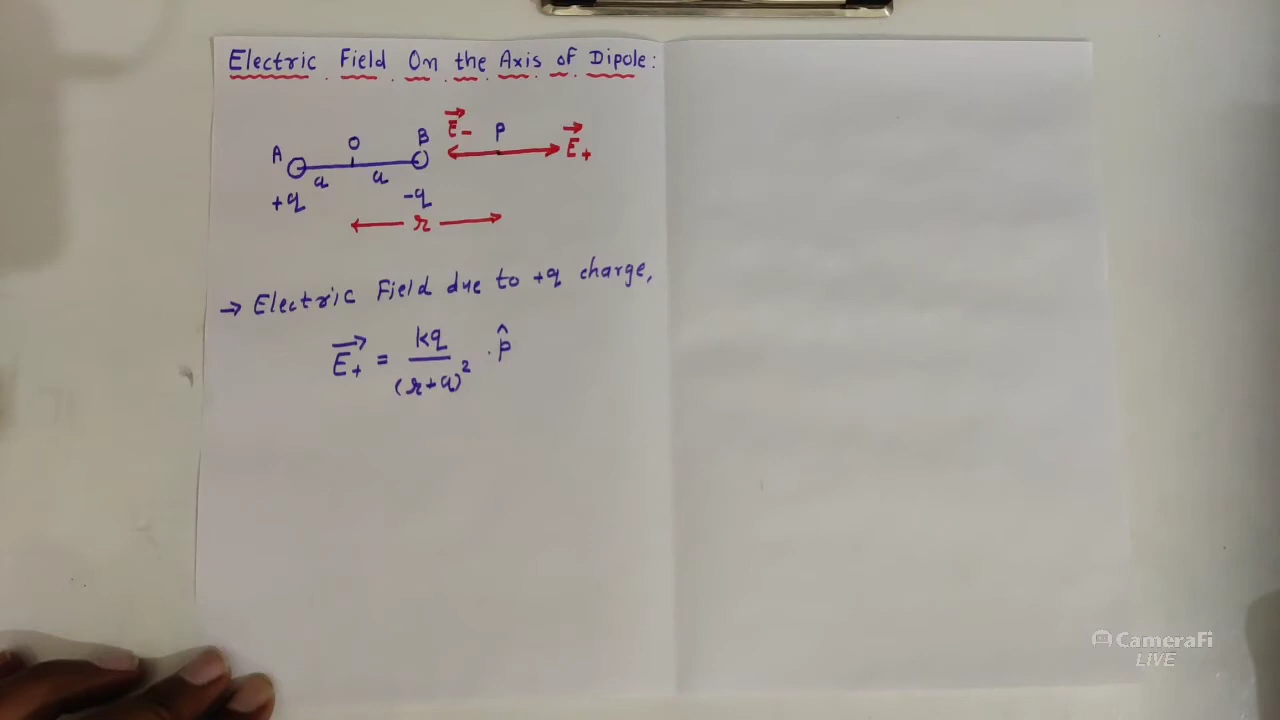 Electric Field On the Axis of Dipole:
A O B E₋ P E₊
a a
+q -q
r
→ Electric Field due to +q charge,
E₊ = kq/(r+a)² · p̂
CameraFi
LIVE